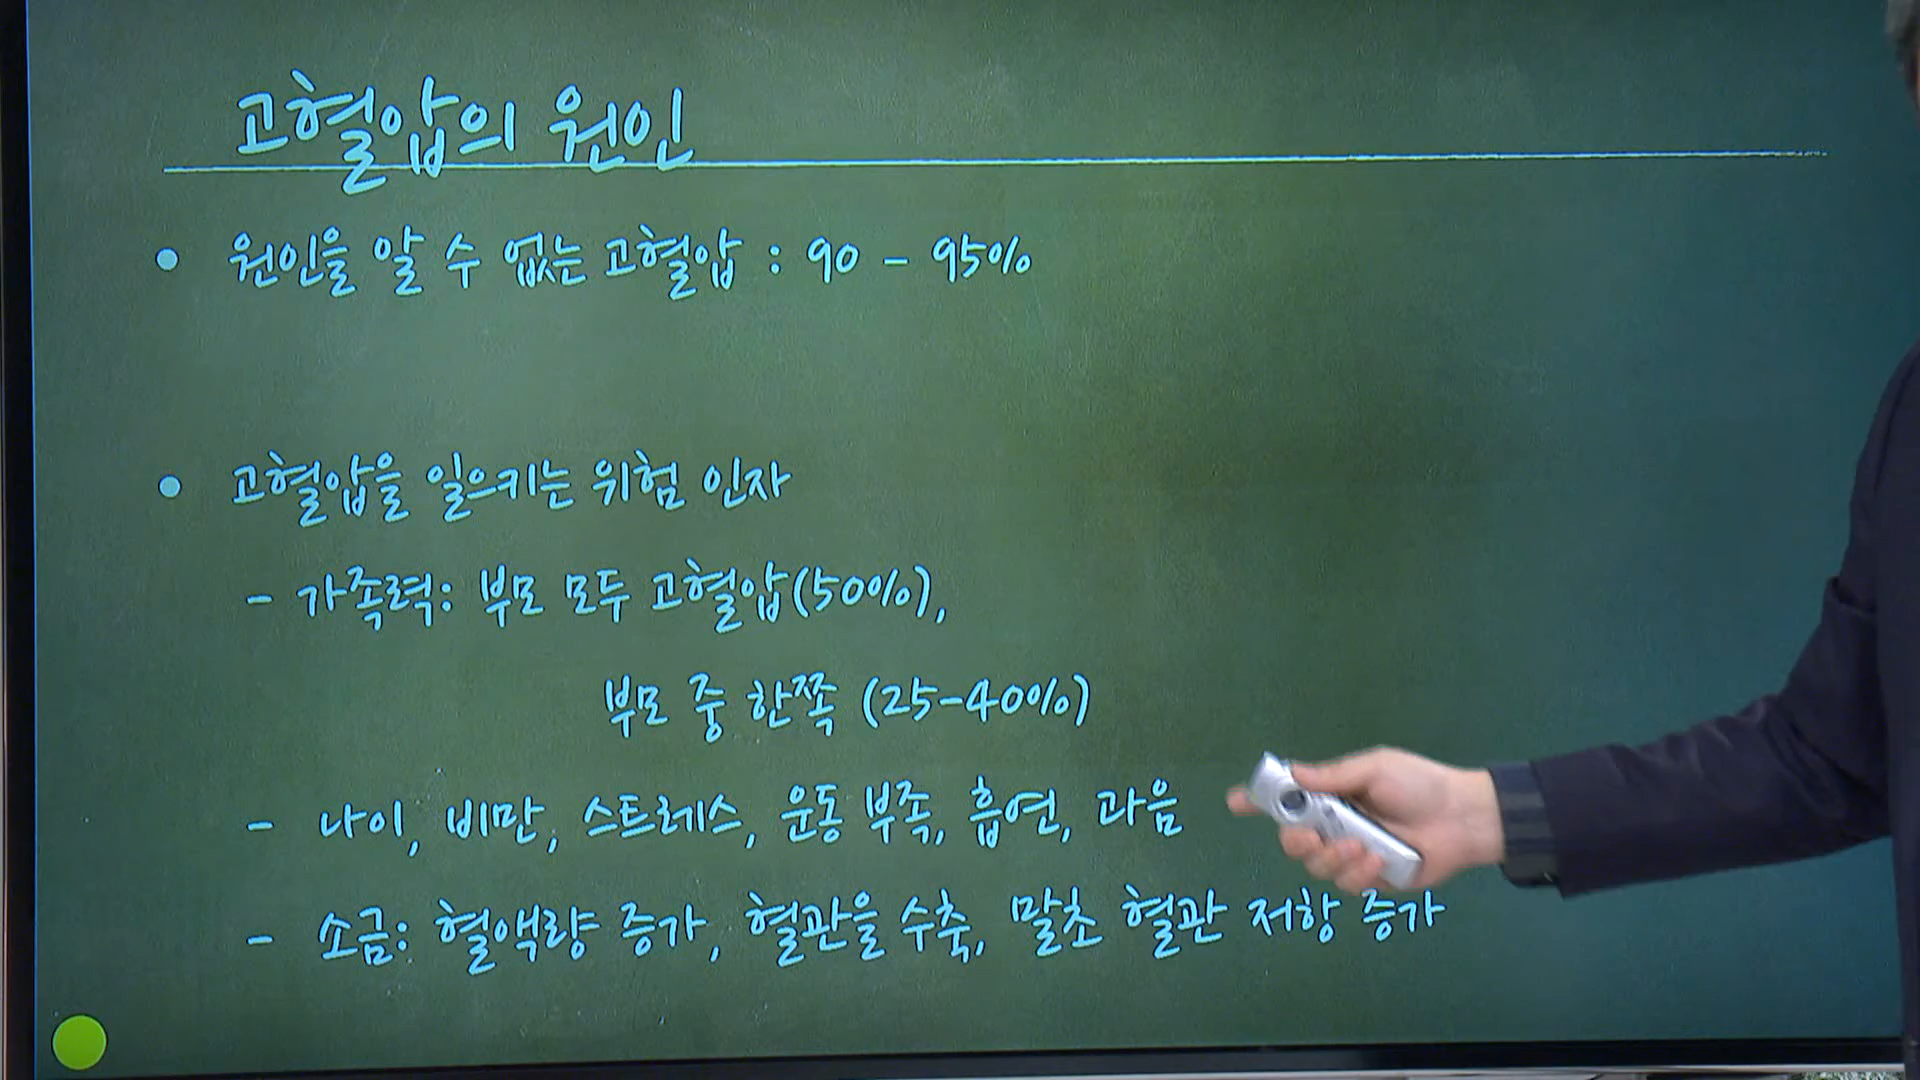 고혈압의 원인
• 원인을 알 수 없는 고혈압 : 90 - 95%
• 고혈압을 일으키는 위험 인자
- 가족력: 부모 모두 고혈압(50%),
부모 중 한쪽 (25-40%)
- 나이, 비만, 스트레스, 운동 부족, 흡연, 과음
- 소금: 혈액량 증가, 혈관을 수축, 말초 혈관 저항 증가